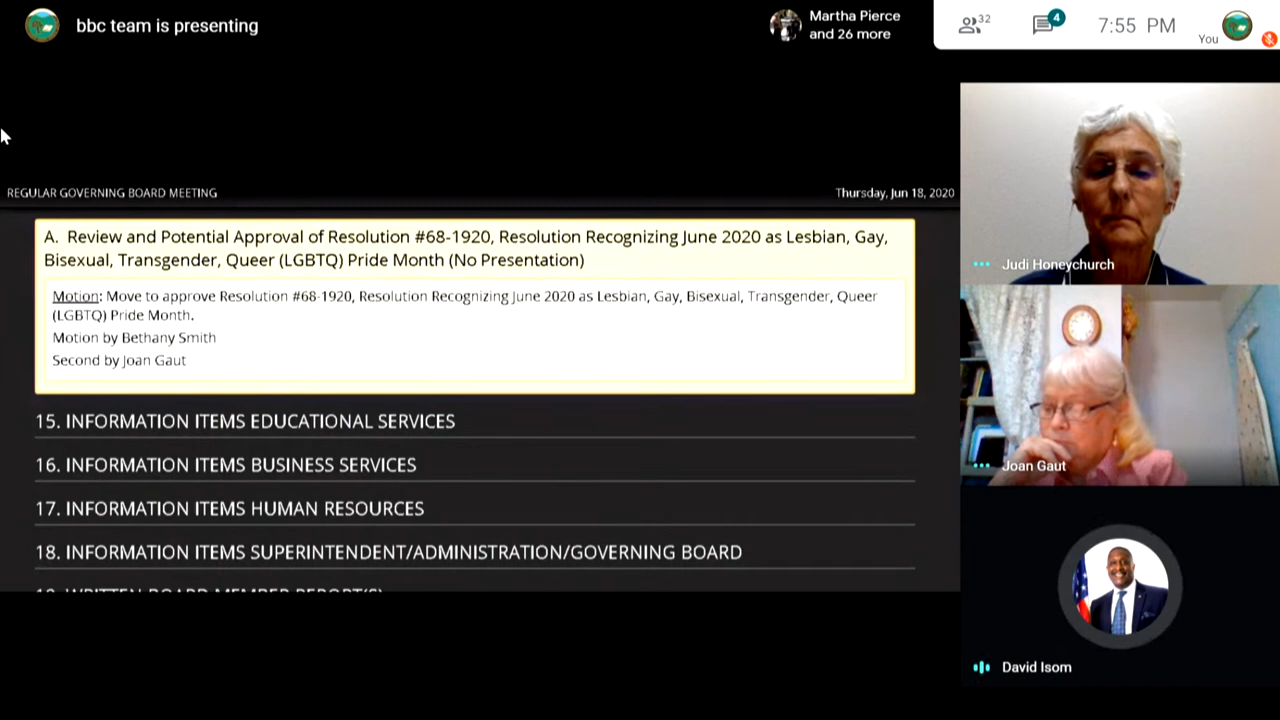 bbc team is presenting
Martha Pierce
and 26 more
32
4
7:55 PM
You
REGULAR GOVERNING BOARD MEETING
Thursday, Jun 18, 2020
A. Review and Potential Approval of Resolution #68-1920, Resolution Recognizing June 2020 as Lesbian, Gay,
Bisexual, Transgender, Queer (LGBTQ) Pride Month (No Presentation)
Motion: Move to approve Resolution #68-1920, Resolution Recognizing June 2020 as Lesbian, Gay, Bisexual, Transgender, Queer
(LGBTQ) Pride Month.
Motion by Bethany Smith
Second by Joan Gaut
15. INFORMATION ITEMS EDUCATIONAL SERVICES
16. INFORMATION ITEMS BUSINESS SERVICES
17. INFORMATION ITEMS HUMAN RESOURCES
18. INFORMATION ITEMS SUPERINTENDENT/ADMINISTRATION/GOVERNING BOARD
19. WRITTEN BOARD MEMBER REPORT(S)
Judi Honeychurch
Joan Gaut
David Isom